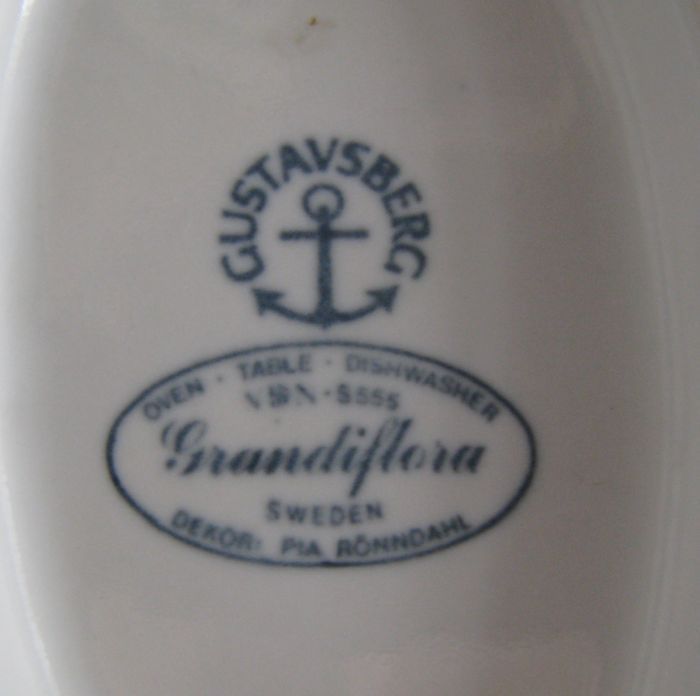 GUSTAVSBERG
OVEN · TABLE · DISHWASHER
Grandiflora
SWEDEN
DEKOR: PIA RÖNNDAHL